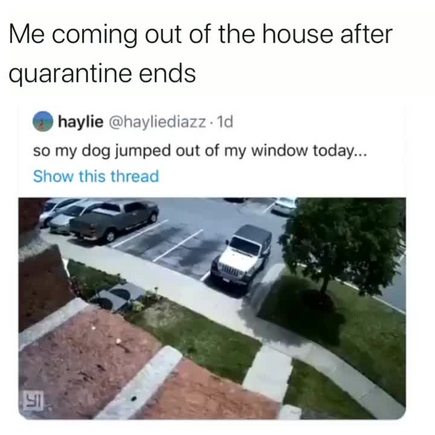 Me coming out of the house after
quarantine ends
haylie @hayliediazz · 1d
so my dog jumped out of my window today...
Show this thread